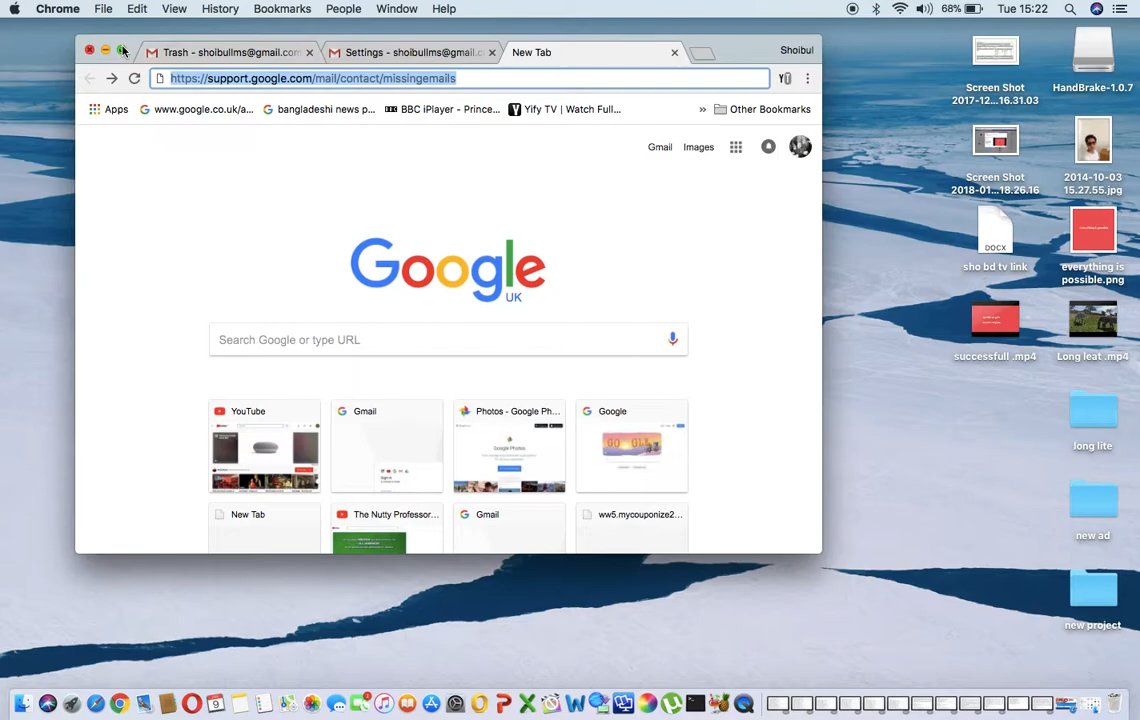 Chrome File Edit View History Bookmarks People Window Help
68% Tue 15:22
Trash - shoibullms@gmail.com
Settings - shoibullms@gmail.
New Tab
Shoibul
https://support.google.com/mail/contact/missingemails
Apps
www.google.co.uk/a...
bangladeshi news p...
BBC iPlayer - Prince...
Yify TV | Watch Full...
» Other Bookmarks
Gmail Images
Google
UK
Search Google or type URL
YouTube
Gmail
Photos - Google Ph...
Google
New Tab
The Nutty Professor...
Gmail
ww5.mycouponize2...
Screen Shot
2017-12...16.31.03
HandBrake-1.0.7
Screen Shot
2018-01...18.26.16
2014-10-03
15.27.55.jpg
DOCX
sho bd tv link
everything is
possible.png
successfull .mp4
Long leat .mp4
long lite
new ad
new project